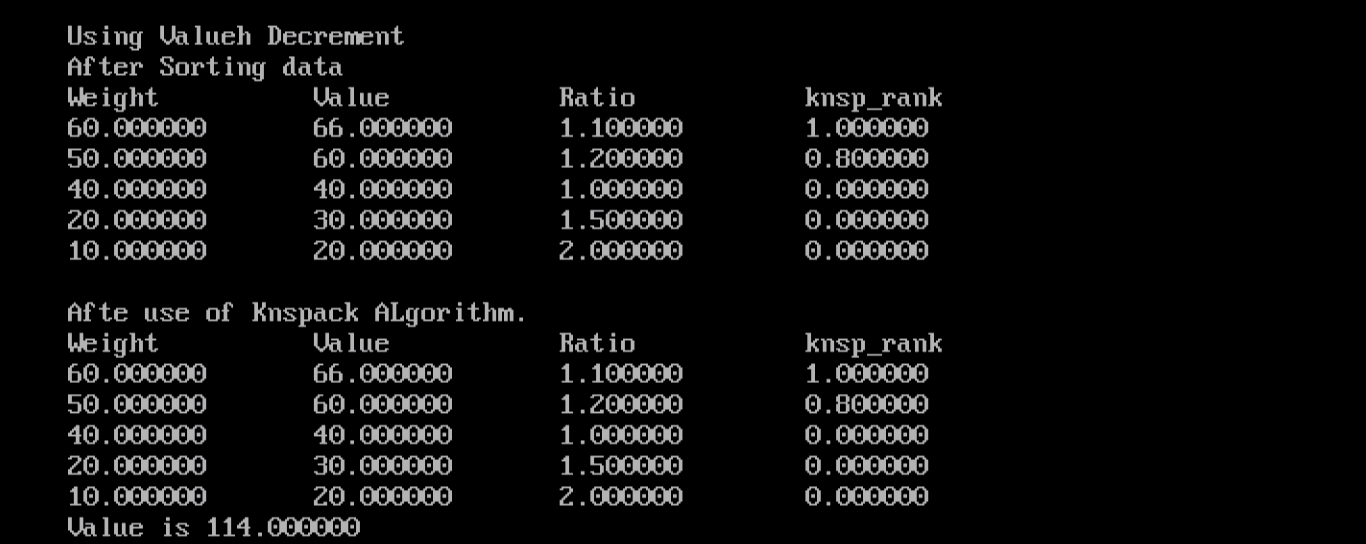 Using Valueh Decrement
After Sorting data
Weight Value Ratio knsp_rank
60.000000 66.000000 1.100000 1.000000
50.000000 60.000000 1.200000 0.800000
40.000000 40.000000 1.000000 0.000000
20.000000 30.000000 1.500000 0.000000
10.000000 20.000000 2.000000 0.000000
Afte use of Knspack ALgorithm.
Weight Value Ratio knsp_rank
60.000000 66.000000 1.100000 1.000000
50.000000 60.000000 1.200000 0.800000
40.000000 40.000000 1.000000 0.000000
20.000000 30.000000 1.500000 0.000000
10.000000 20.000000 2.000000 0.000000
Value is 114.000000